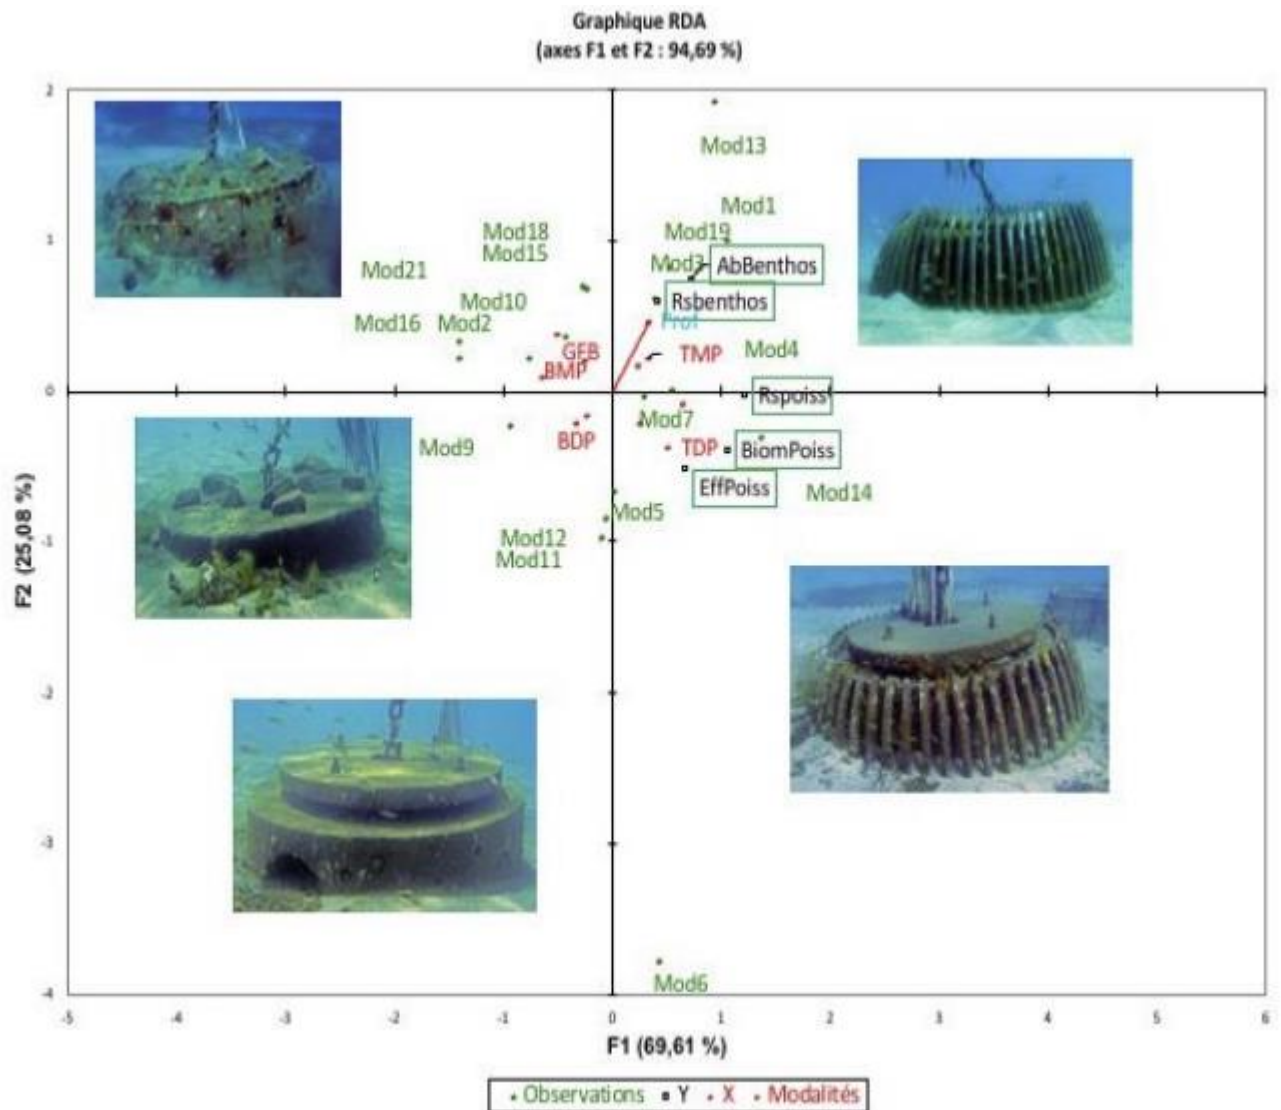 Graphique RDA
(axes F1 et F2 : 94,69 %)
2
Mod13
Mod1
Mod18
Mod19
1
Mod15
Mod3
AbBenthos
Mod21
Mod10
Rsbenthos
Mod16
Mod2
Prof
GFB
TMP
Mod4
BMP
0
Rspoiss
Mod7
BDP
Mod9
TDP
BiomPoiss
EffPoiss
Mod14
Mod5
-1
Mod12
Mod11
F2 (25,08 %)
-2
-3
Mod6
-4
-5 -4 -3 -2 -1 0 1 2 3 4 5 6
F1 (69,61 %)
Observations Y X Modalités